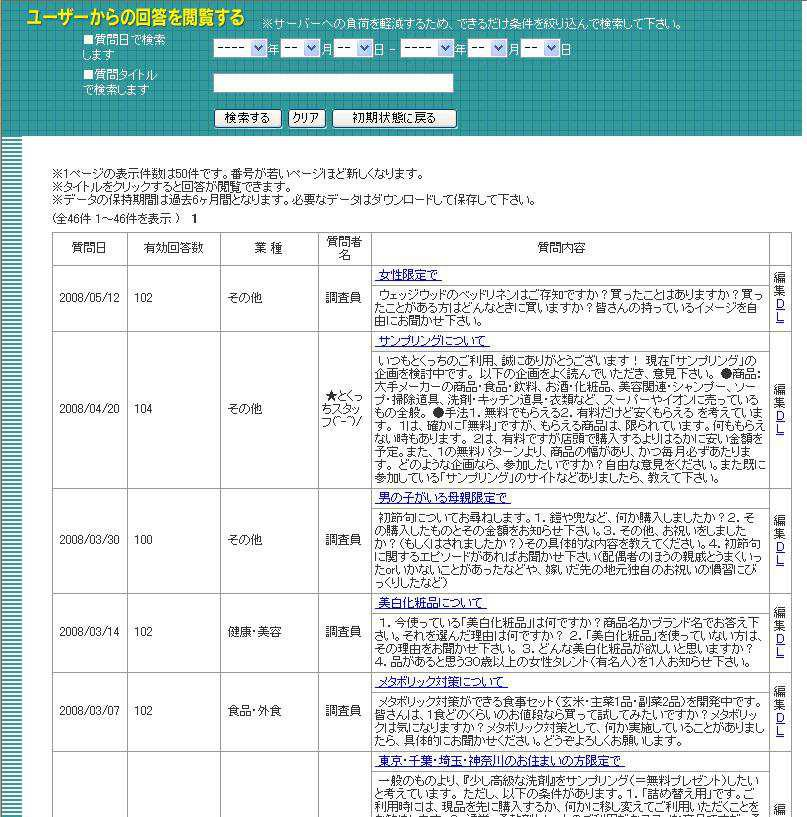 ユーザーからの回答を閲覧する
※サーバーへの負荷を軽減するため、できるだけ条件を絞り込んで検索して下さい。
■質問日で検索
します
---- 年 -- 月 -- 日 - ---- 年 -- 月 -- 日
■質問タイトル
で検索します
検索する クリア 初期状態に戻る
※1ページの表示件数は50件です。番号が若いページほど新しくなります。
※タイトルをクリックすると回答が閲覧できます。
※データの保持期間は過去6ヶ月間となります。必要なデータはダウンロードして保存して下さい。
(全46件 1～46件を表示 ) 1
質問日 有効回答数 業 種 質問者
名 質問内容
2008/05/12 102 その他 調査員
女性限定で
ウェッジウッドのベッドリネンはご存知ですか？買ったことはありますか？買っ
たことがある方はどんなときに買いますか？皆さんの持っているイメージを自
由にお聞かせ下さい。
編
集
D
L
2008/04/20 104 その他
★とくっ
ちスタッ
フ(^-^)/
サンプリングについて
いつもとくっちのご利用、誠にありがとうございます！ 現在「サンプリング」の
企画を検討中です。 以下の企画をよく読んでいただき、意見下さい。 ●商品:
大手メーカーの商品・食品・飲料、お酒・化粧品、美容関連・シャンプー、ソー
プ・掃除道具、洗剤・キッチン道具・衣類など、スーパーやイオンに売っている
もの全般。 ●手法１．無料でもらえる２．有料だけど安くもらえる を考えていま
す。 1は、確かに「無料」ですが、もらえる商品は、限られています。何ももらえ
ない時もあります。 2は、有料ですが店頭で購入するよりはるかに安い金額を
予定。また、１の無料パターンより、商品の幅があり、かつ毎月必ずあたりま
す。 どのような企画なら、参加したいですか？自由な意見をください。また既に
参加している「サンプリング」のサイトなどありましたら、教えて下さい。
編
集
D
L
2008/03/30 100 その他 調査員
男の子がいる母親限定で
初節句についてお尋ねします。１．鎧や兜など、何か購入しましたか？２．そ
の購入したものとその金額をお知らせ下さい。３．その他、お祝いをしました
か？（もしくはされましたか？）その具体的な内容を教えてください。４．初節句
に関するエピソードがあればお聞かせ下さい（配偶者のほうの親戚とうまくいっ
たorいかないことがあったなどや、嫁いだ先の地元独自のお祝いの慣習にび
っくりしたなど）
編
集
D
L
2008/03/14 102 健康・美容 調査員
美白化粧品について
１．今使っている「美白化粧品」は何ですか？商品名かブランド名でお答え下
さい。それを選んだ理由は何ですか？ ２．「美白化粧品」を使っていない方は、
その理由をお聞かせ下さい。 ３．どんな美白化粧品が欲しいと思いますか？
４．品があると思う30歳以上の女性タレント（有名人）を１人お知らせ下さい。
編
集
D
L
2008/03/07 102 食品・外食 調査員
メタボリック対策について
メタボリック対策ができる食事セット（玄米・主菜1品・副菜2品）を開発中です。
皆さんは、1食どのくらいのお値段なら買って試してみたいですか？メタボリッ
クは気になりますか？メタボリック対策として、何か実施していることがありまし
たら、具体的にお聞かせください。どうぞよろしくお願いします。
編
集
D
L
東京・千葉・埼玉・神奈川のお住まいの方限定で
一般のものより、『少し高級な洗剤』をサンプリング（＝無料プレゼント）したい
と考えています。 ただし、以下の条件があります。 １．「詰め替え用」です。ご
利用時には、現品を先に購入するか、何かに移し変えてご利用いただくことを
編